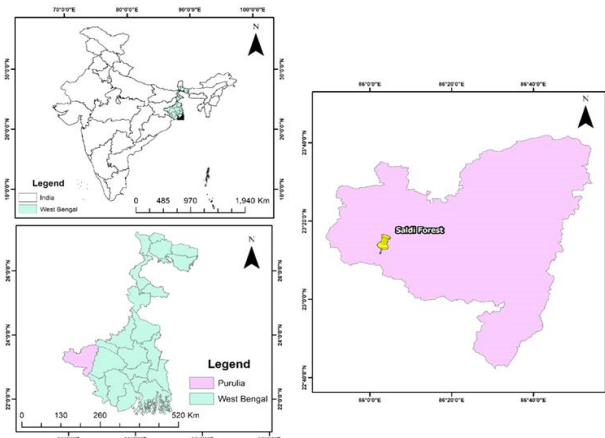 70°0'0"E 80°0'0"E 90°0'0"E 100°0'0"E
N
30°0'0"N
20°0'0"N
10°0'0"N
Legend
India
West Bengal
0 485 970 1,940 Km
N
26°0'0"N
24°0'0"N
22°0'0"N
Legend
Purulia
West Bengal
0 130 260 520 Km
86°0'0"E 86°20'0"E 86°40'0"E
N
23°40'0"N
23°20'0"N
23°0'0"N
22°40'0"N
Saldi Forest
86°0'0"E 86°20'0"E 86°40'0"E